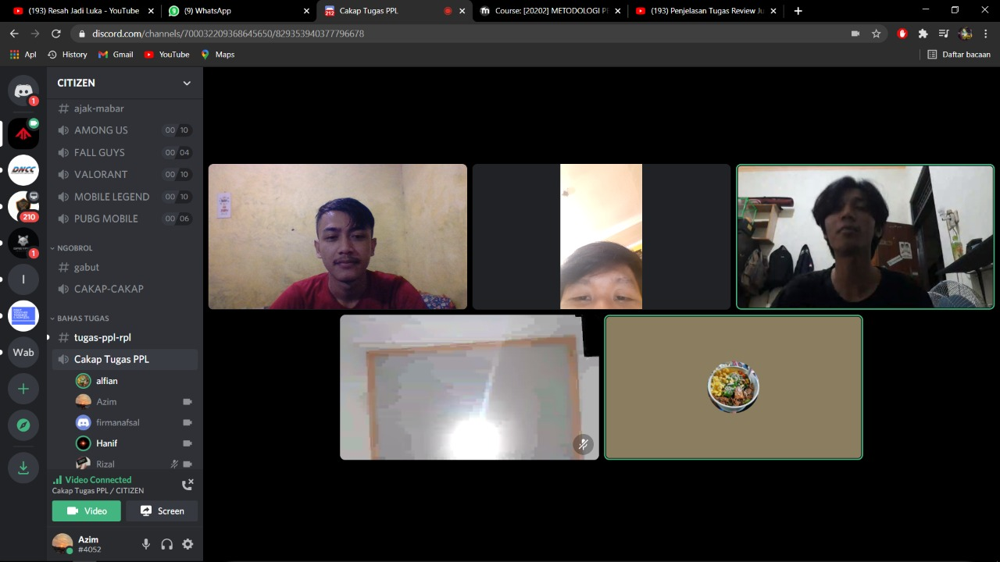 (193) Resah Jadi Luka - YouTube
(9) WhatsApp
212
Cakap Tugas PPL
Course: [20202] METODOLOGI PE
(193) Penjelasan Tugas Review Ju
discord.com/channels/700032209368645650/829353940377796678
Apl
History
Gmail
YouTube
Maps
Daftar bacaan
1
DNCC
210
1
I
Wab
CITIZEN
ajak-mabar
AMONG US 00 10
FALL GUYS 00 04
VALORANT 00 10
MOBILE LEGEND 00 10
PUBG MOBILE 00 06
NGOBROL
gabut
CAKAP-CAKAP
BAHAS TUGAS
tugas-ppl-rpl
Cakap Tugas PPL
alfian
Azim
firmanafsal
Hanif
Rizal
Video Connected
Cakap Tugas PPL / CITIZEN
Video
Screen
Azim
#4052